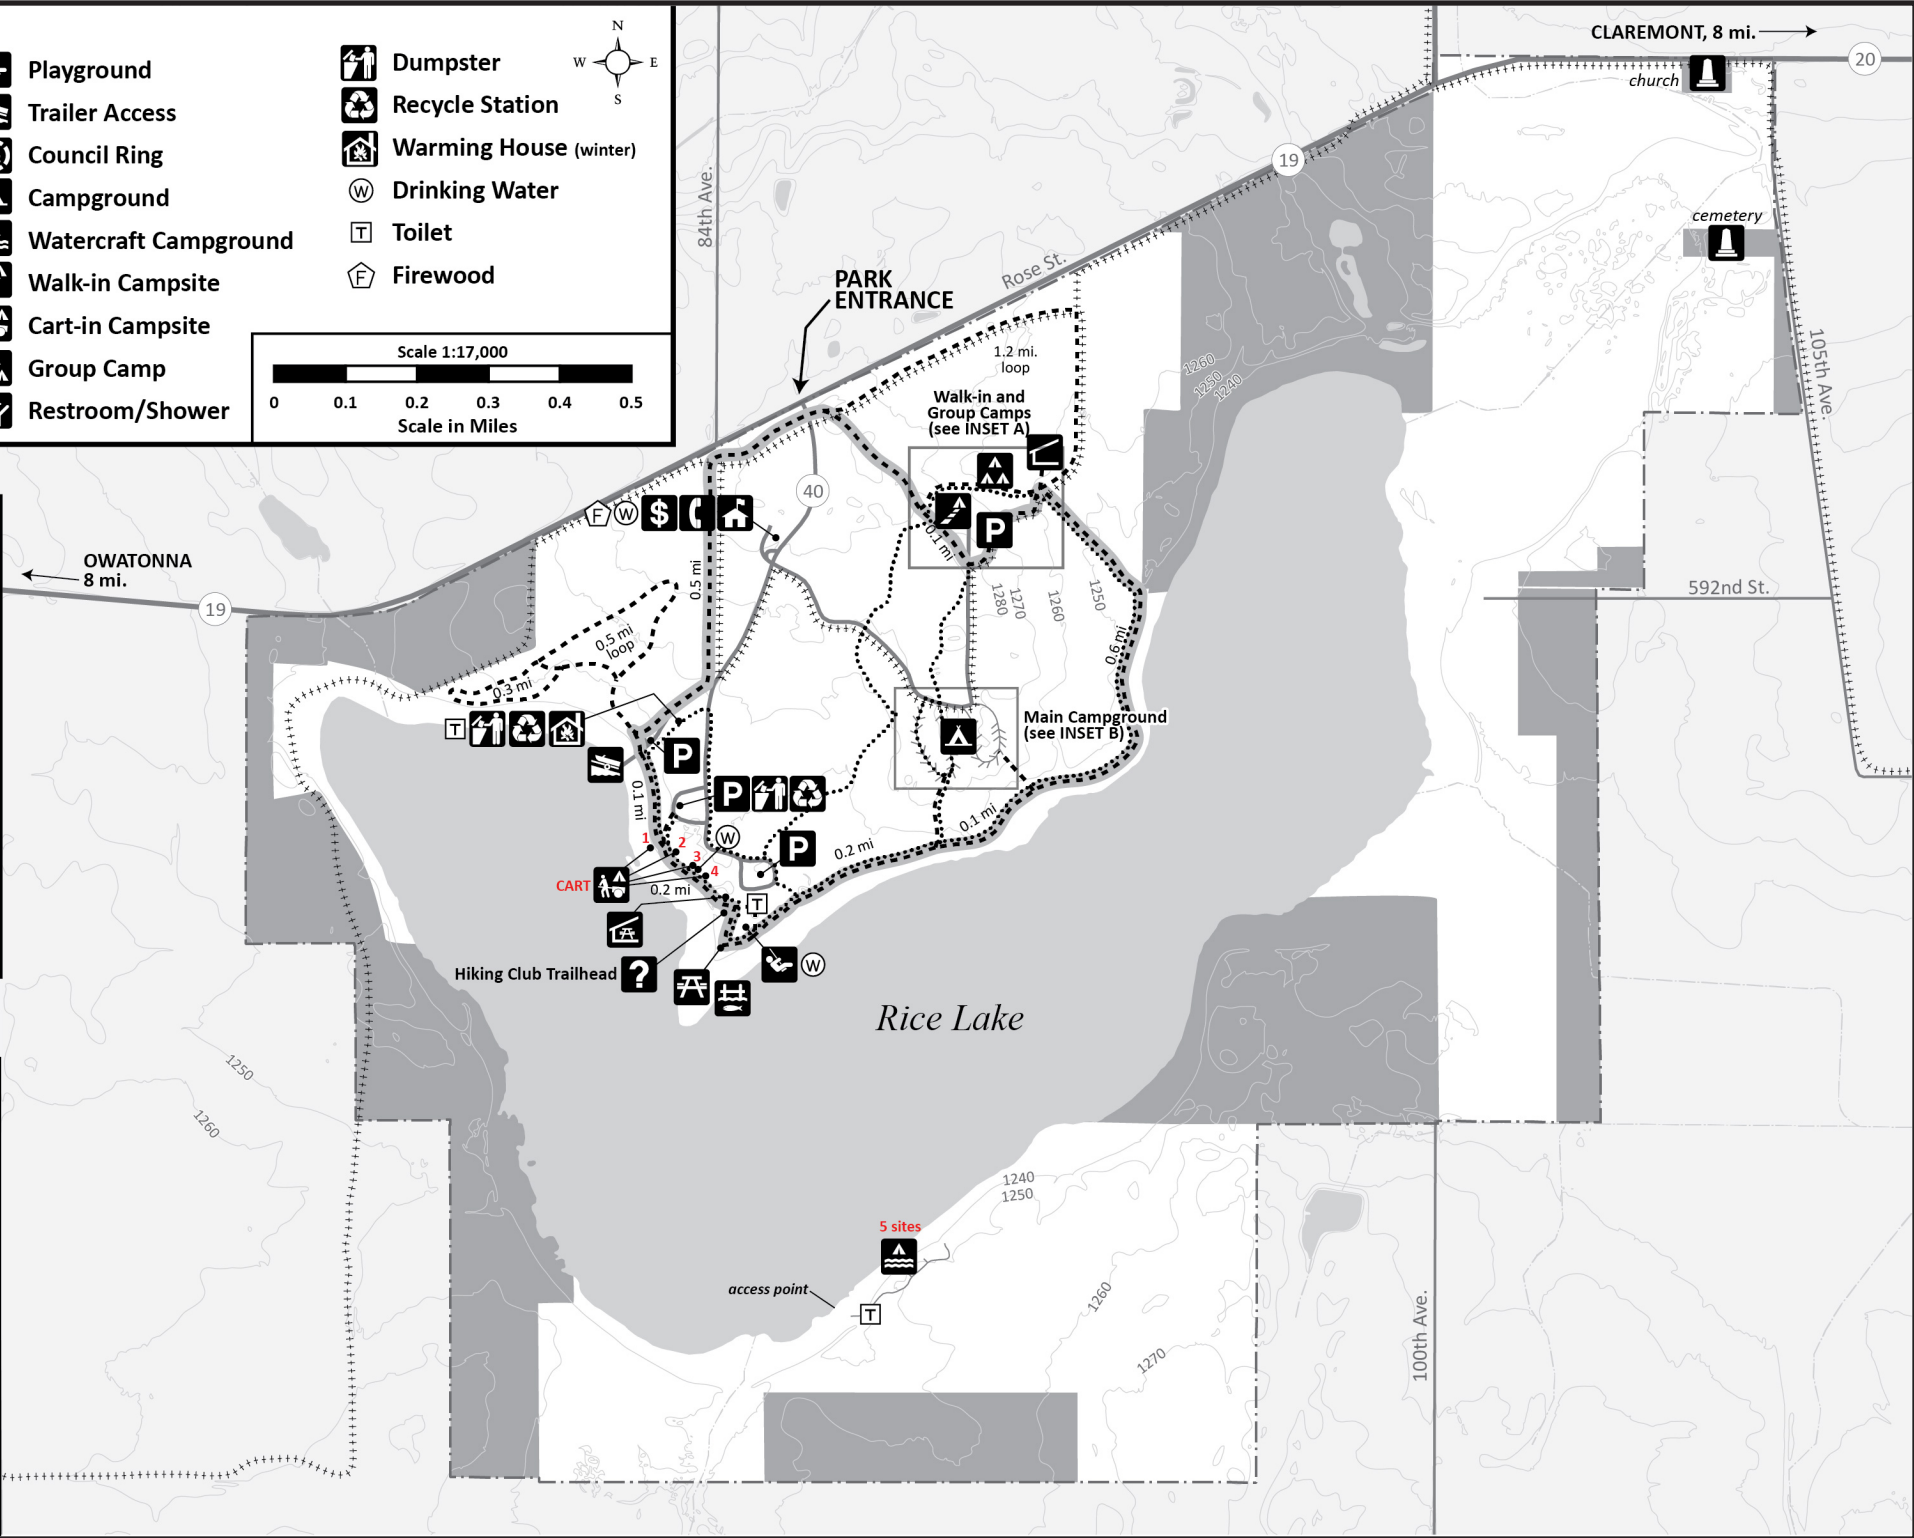 Playground
Trailer Access
Council Ring
Campground
Watercraft Campground
Walk-in Campsite
Cart-in Campsite
Group Camp
Restroom/Shower
Dumpster
Recycle Station
Warming House (winter)
W Drinking Water
T Toilet
F Firewood
N
W E
S
Scale 1:17,000
0 0.1 0.2 0.3 0.4 0.5
Scale in Miles
CLAREMONT, 8 mi.
20
church
19
84th Ave.
cemetery
Rose St.
PARK
ENTRANCE
105th Ave.
1.2 mi.
loop
1260
1250
1240
Walk-in and
Group Camps
(see INSET A)
40
F W $
P
0.1 mi
OWATONNA
8 mi.
19
0.5 mi
592nd St.
1280
1270
1260
1250
0.5 mi
loop
0.6 mi
0.3 mi
T
P
Main Campground
(see INSET B)
0.1 mi
P
W
P
0.1 mi
0.2 mi
1
2
3
4
CART
0.2 mi
T
Hiking Club Trailhead ?
W
Rice Lake
1250
1260
1240
1250
5 sites
access point
T
1260
1270
100th Ave.